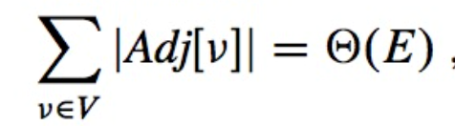 ∑ |Adj[v]| = Θ(E) ,
v∈V